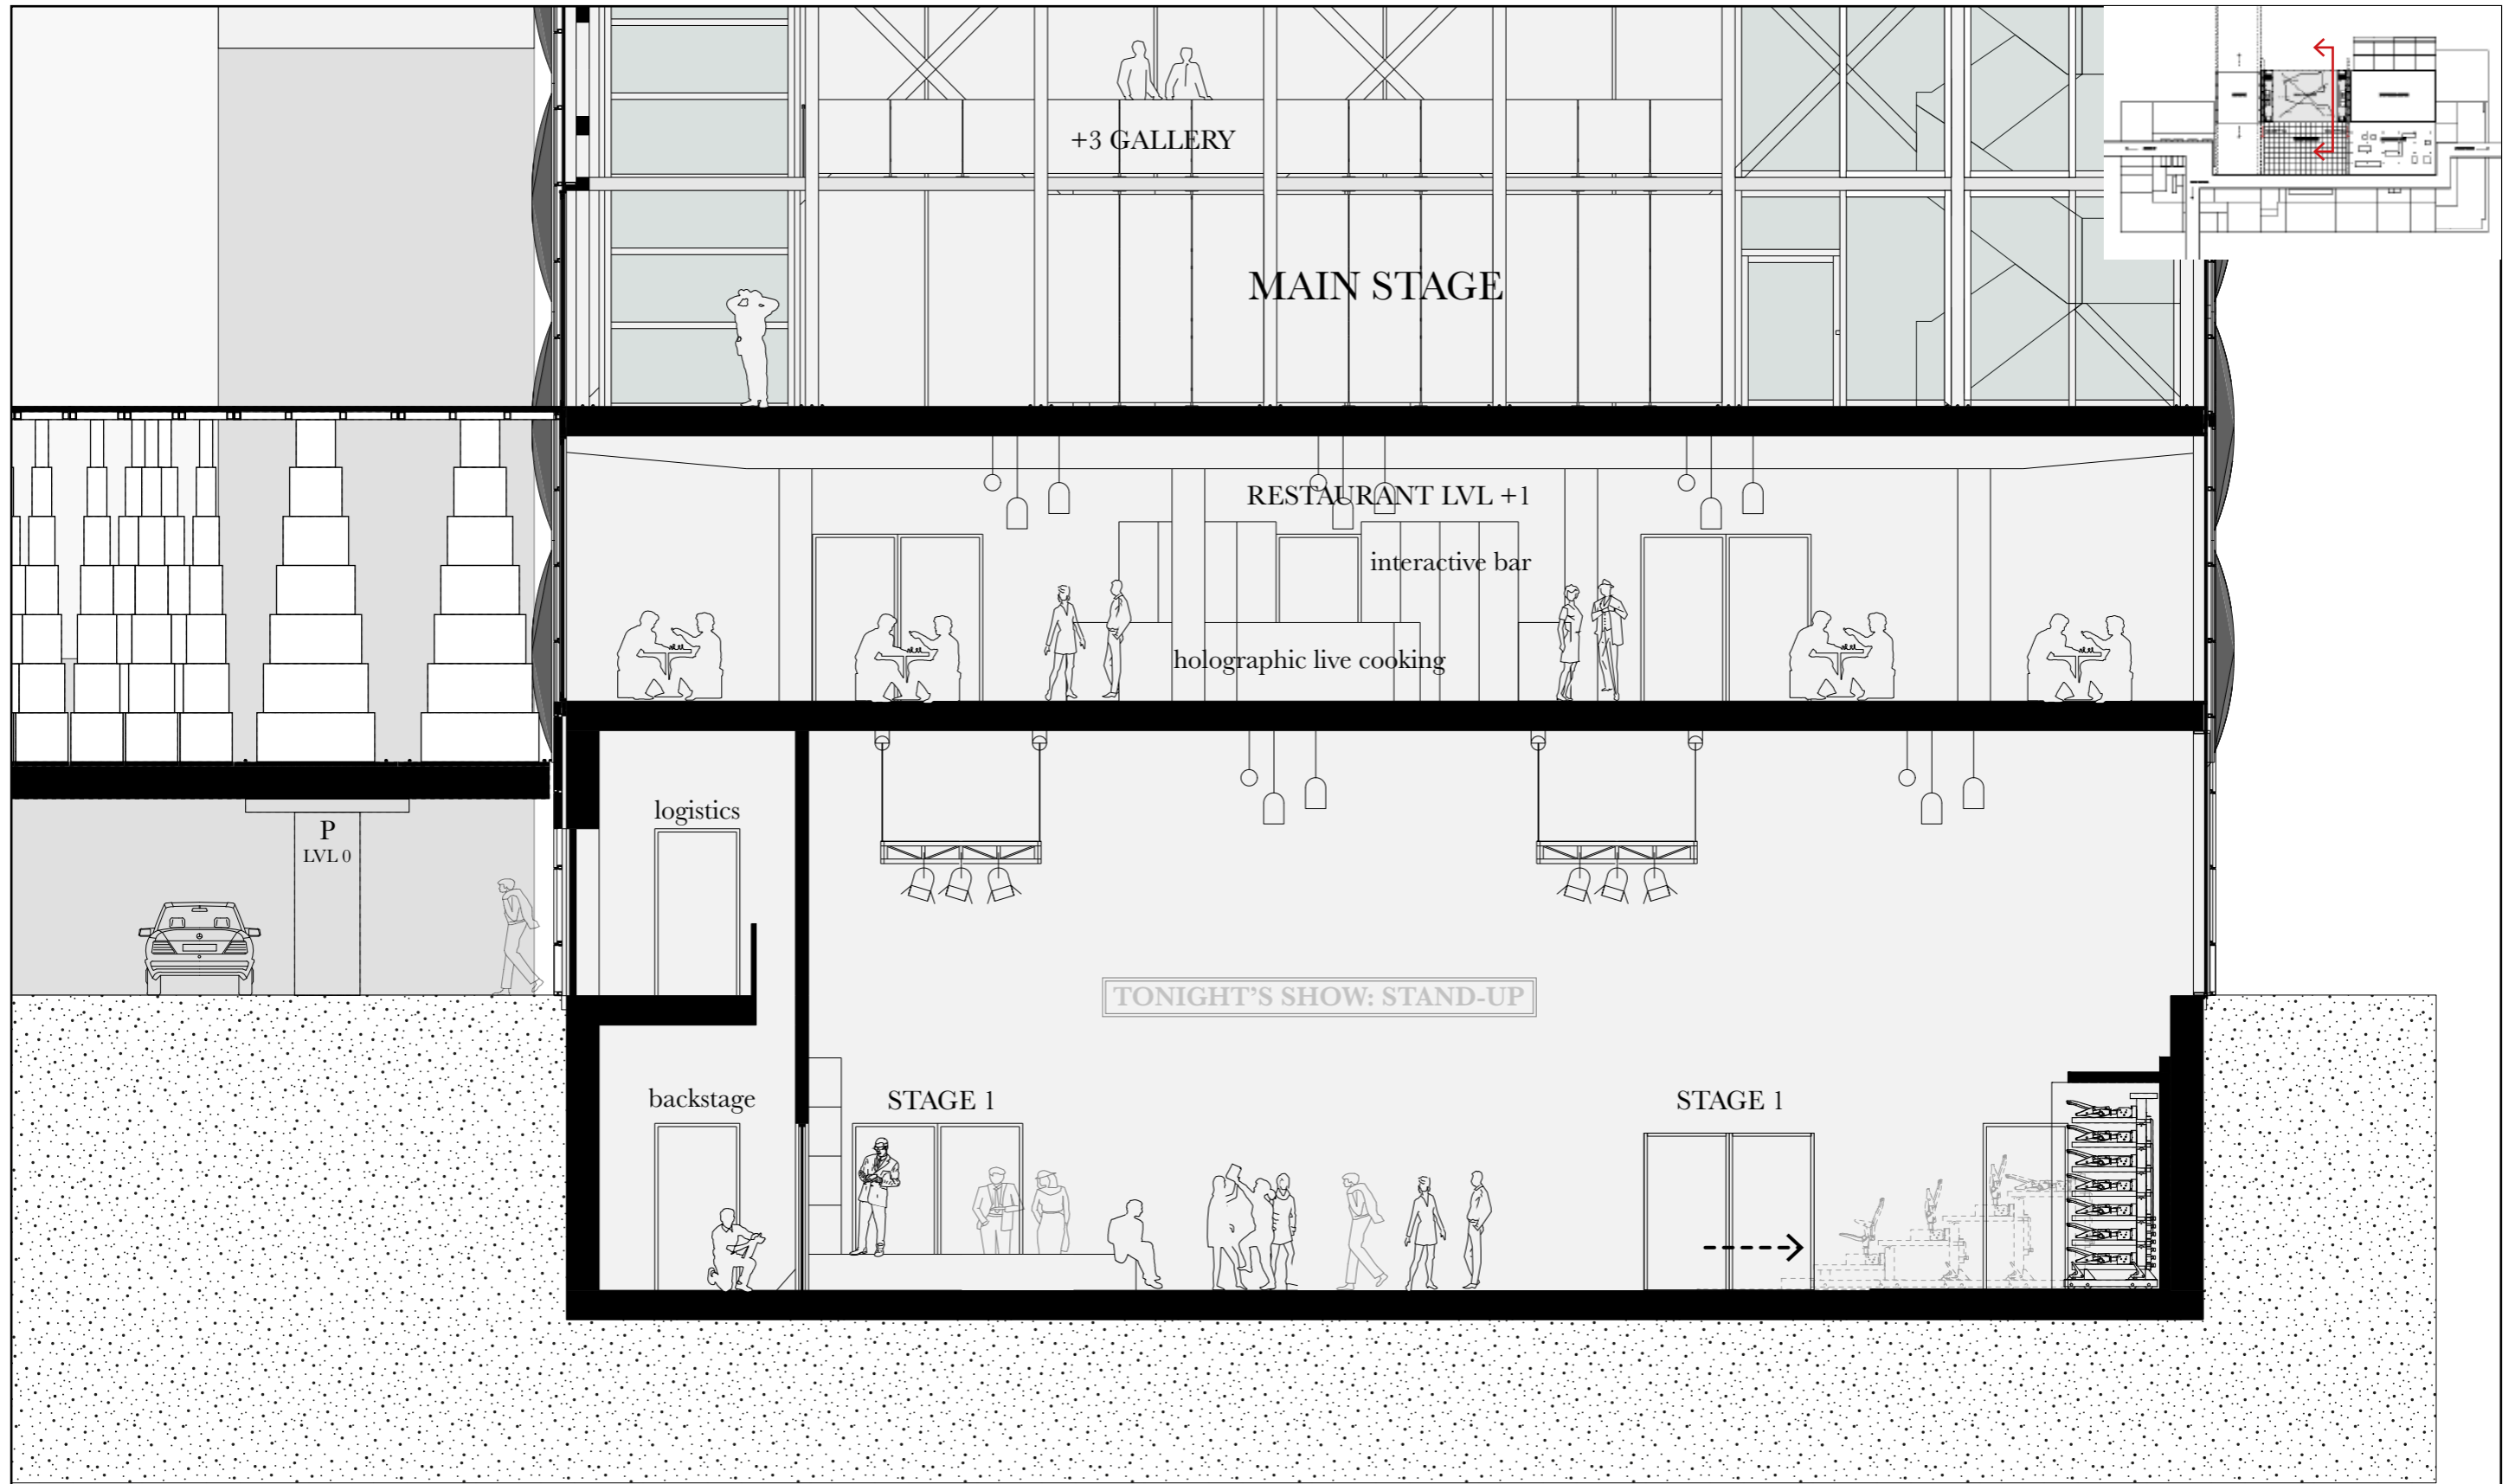 +3 GALLERY
MAIN STAGE
RESTAURANT LVL +1
interactive bar
holographic live cooking
logistics
P
LVL 0
TONIGHT'S SHOW: STAND-UP
backstage
STAGE 1
STAGE 1